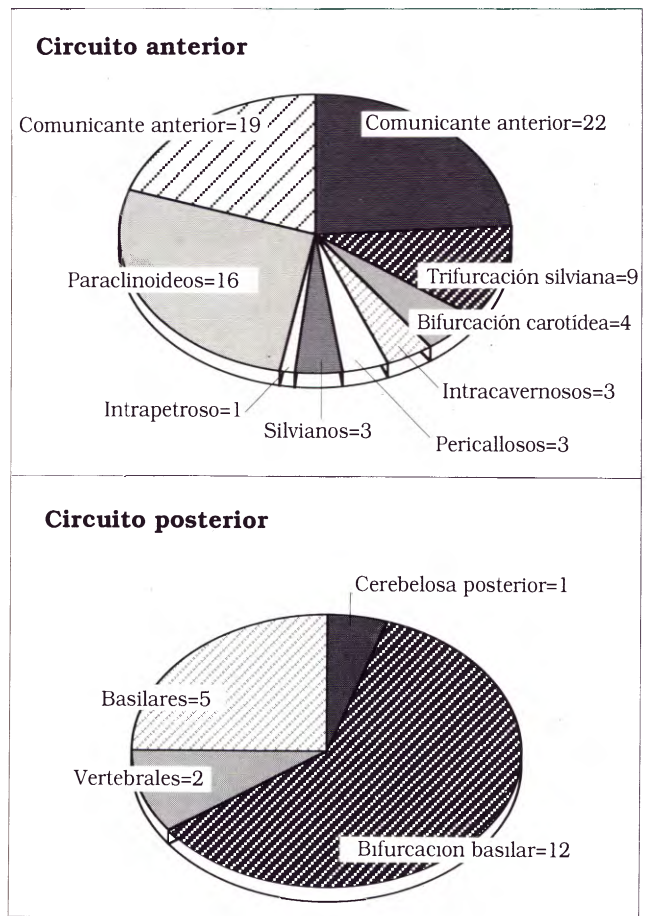 Circuito anterior
Comunicante anterior=19
Comunicante anterior=22
Paraclinoideos=16
Trifurcación silviana=9
Bifurcación carotídea=4
Intracavernosos=3
Intrapetroso=1
Silvianos=3
Pericallosos=3
Circuito posterior
Cerebelosa posterior=1
Basilares=5
Vertebrales=2
Bifurcacion basilar=12